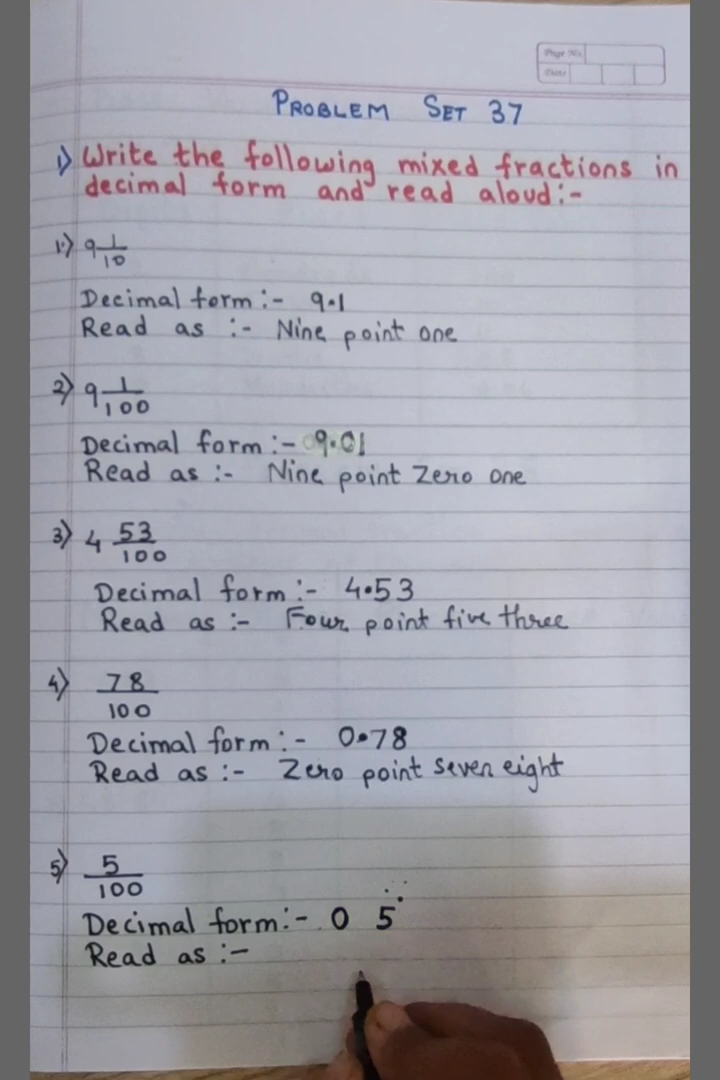 Page No.
Date
PROBLEM SET 37
1) Write the following mixed fractions in
decimal form and read aloud:-
1) 9 1/10
Decimal form :- 9.1
Read as :- Nine point one
2) 9 1/100
Decimal form :- 9.01
Read as :- Nine point Zero one
3) 4 53/100
Decimal form :- 4.53
Read as :- Four point five three
4) 78/100
Decimal form :- 0.78
Read as :- Zero point seven eight
5) 5/100
Decimal form:- 0 5
Read as :-